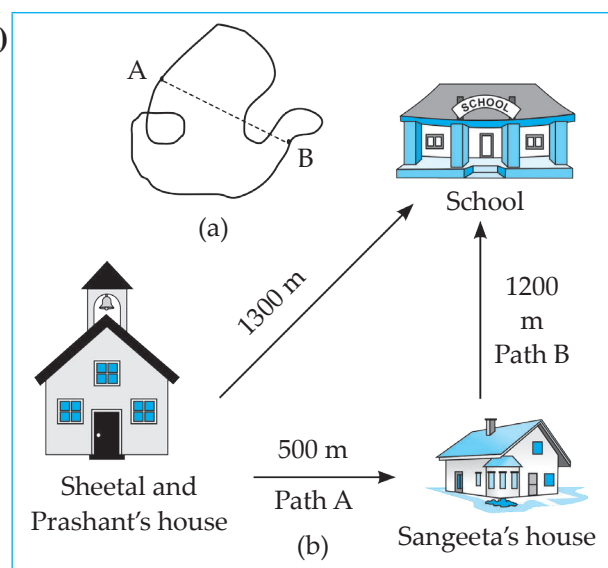 )
A
B
(a)
SCHOOL
School
1300 m
1200
m
Path B
500 m
Path A
Sheetal and
Prashant's house
Sangeeta's house
(b)